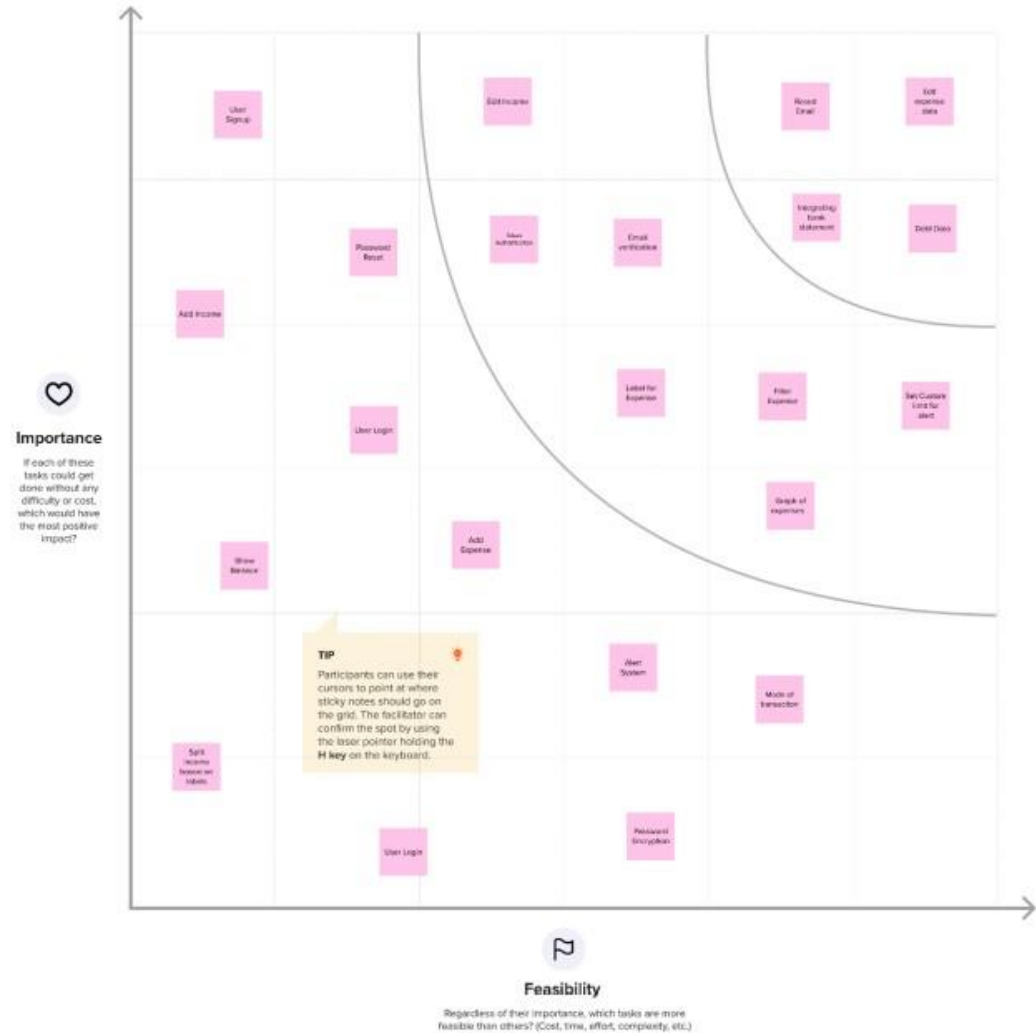 User
Signup
Edit Income
Reset
Email
Edit
expense
data
Password
Reset
Email
verification
Integrating
bank
statement
Debit Data
Add Income
Label for
Expense
Filter
Expense
Set Custom
limit for
alert
User Login
Graph of
expenses
Add
Expense
Show
Balance
Importance
If each of these
tasks could get
done without any
difficulty or cost,
which would have
the most positive
impact?
TIP
Participants can use their
cursors to point at where
sticky notes should go on
the grid. The facilitator can
confirm the spot by using
the laser pointer holding the
H key on the keyboard.
Alert
System
Mode of
transaction
Split
income
based on
labels
User Login
Password
Encryption
Feasibility
Regardless of their importance, which tasks are more
feasible than others? (Cost, time, effort, complexity, etc.)